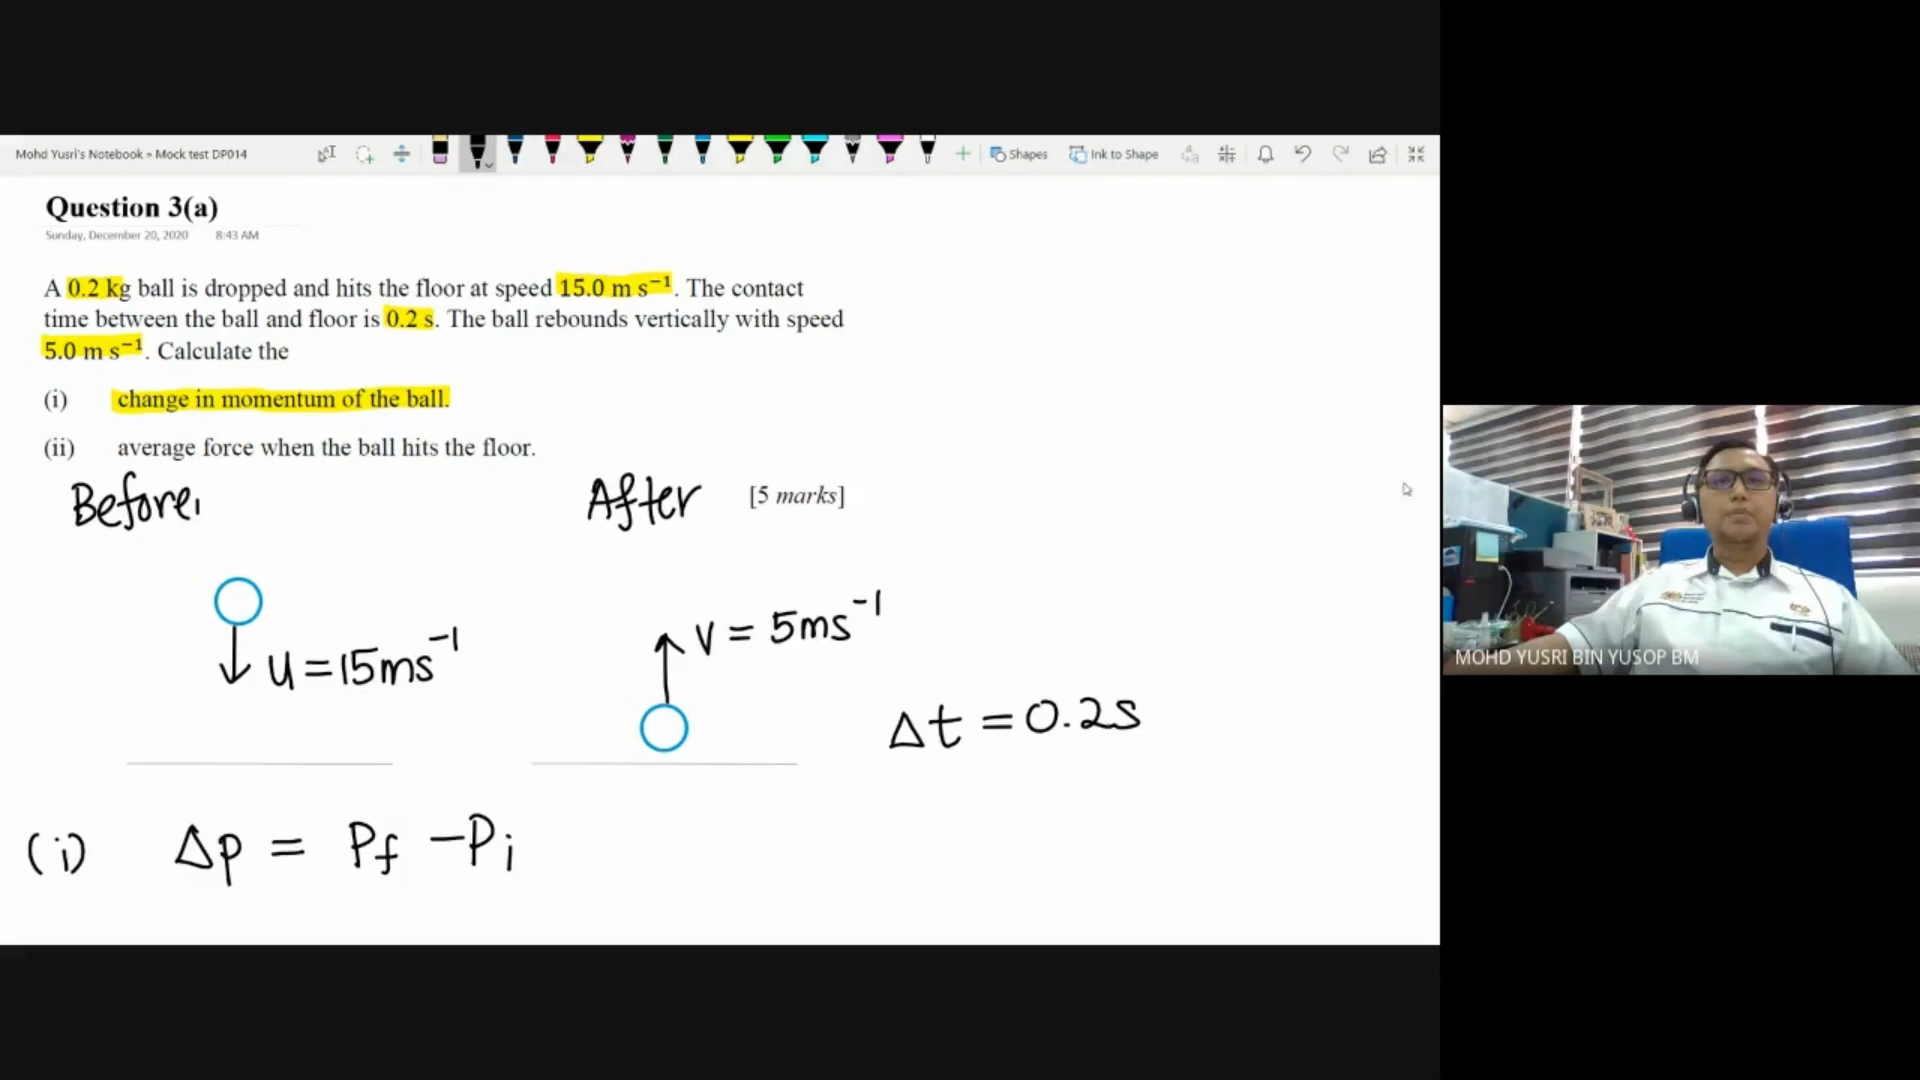 Mohd Yusri's Notebook » Mock test DP014
Shapes
Ink to Shape
Question 3(a)
Sunday, December 20, 2020 8:43 AM
A 0.2 kg ball is dropped and hits the floor at speed 15.0 m s⁻¹. The contact
time between the ball and floor is 0.2 s. The ball rebounds vertically with speed
5.0 m s⁻¹. Calculate the
(i) change in momentum of the ball.
(ii) average force when the ball hits the floor.
Before,
After
[5 marks]
u = 15ms⁻¹
v = 5ms⁻¹
Δt = 0.2s
(i) Δp = Pf − Pi
MOHD YUSRI BIN YUSOP BM